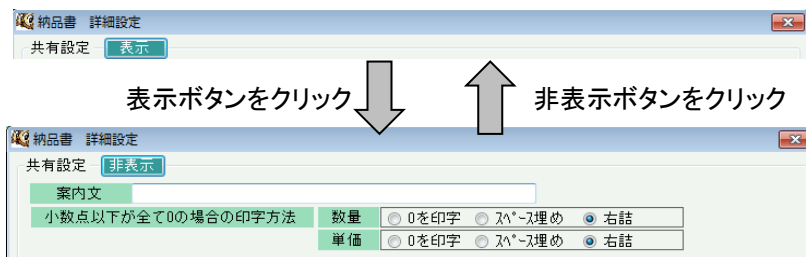 納品書 詳細設定
共有設定 表示
表示ボタンをクリック 非表示ボタンをクリック
納品書 詳細設定
共有設定 非表示
案内文
小数点以下が全て0の場合の印字方法 数量 0を印字 ｽﾍﾟｰｽ埋め 右詰
単価 0を印字 ｽﾍﾟｰｽ埋め 右詰